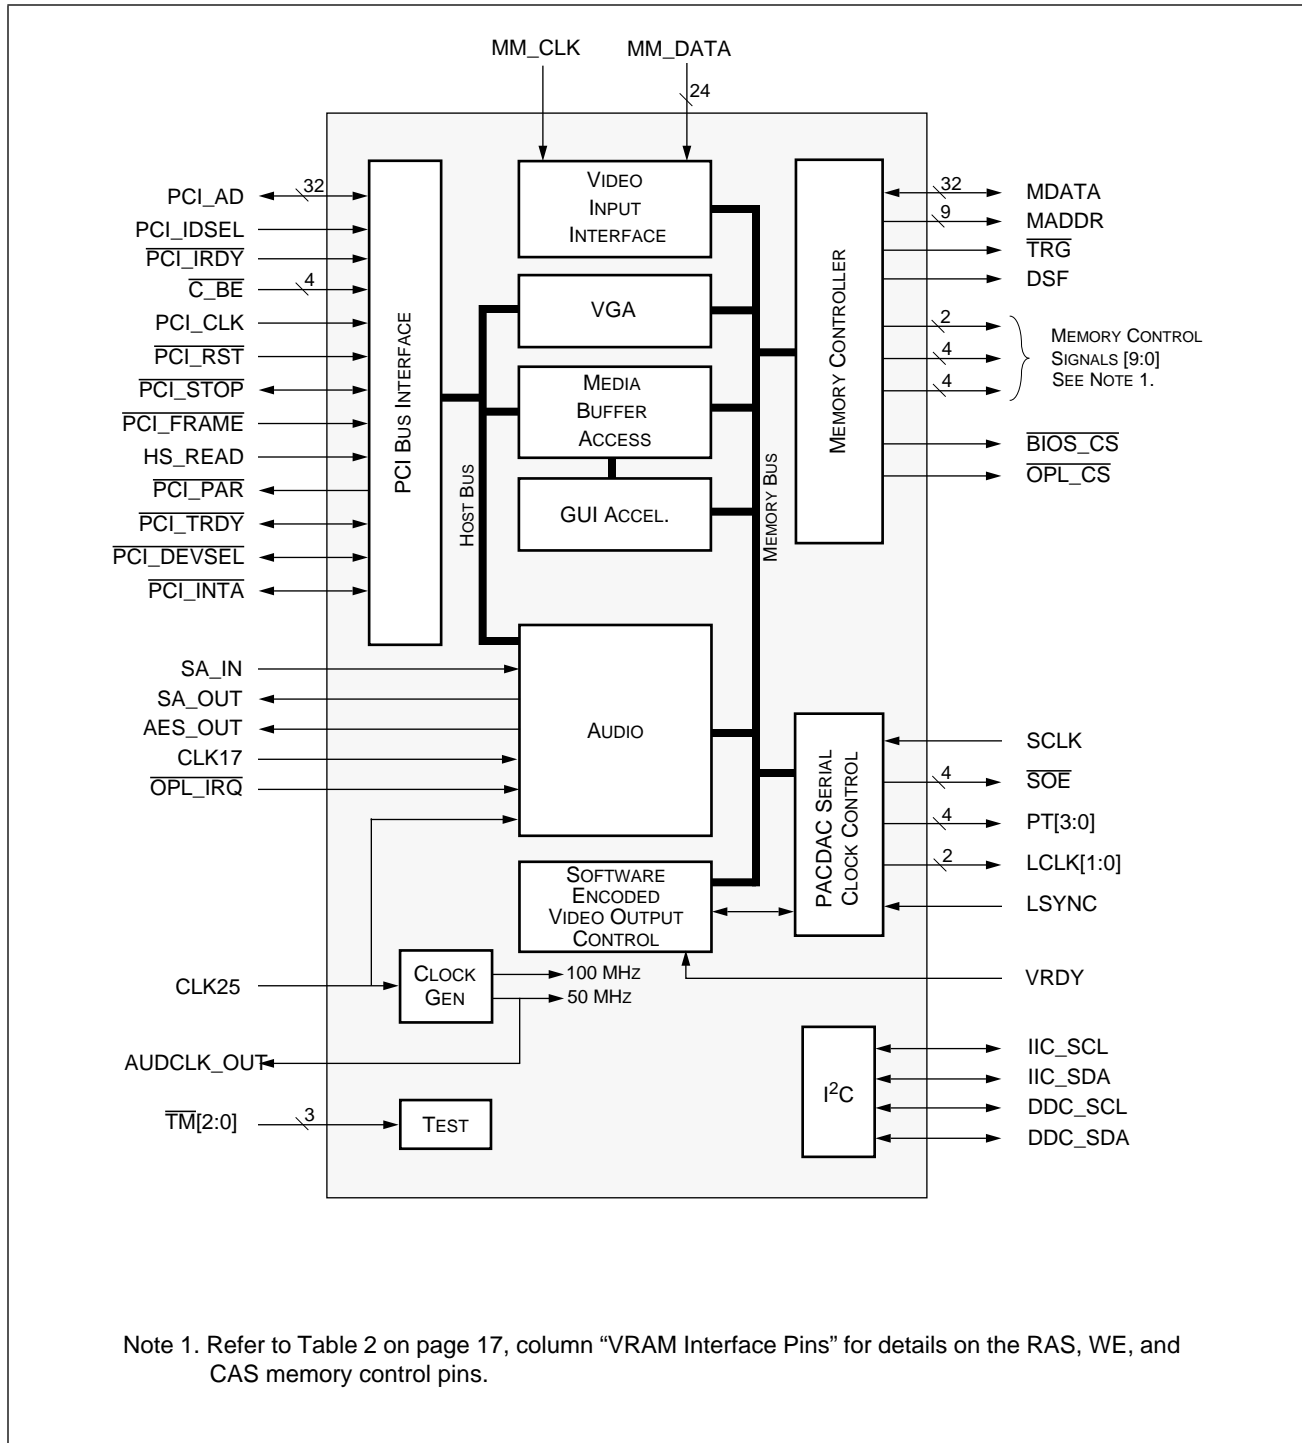 MM_CLK
MM_DATA
24
PCI_AD
32
PCI_IDSEL
PCI_IRDY
C_BE
4
PCI_CLK
PCI_RST
PCI_STOP
PCI_FRAME
HS_READ
PCI_PAR
PCI_TRDY
PCI_DEVSEL
PCI_INTA
SA_IN
SA_OUT
AES_OUT
CLK17
OPL_IRQ
CLK25
AUDCLK_OUT
TM[2:0]
3
PCI BUS INTERFACE
HOST BUS
VIDEO
INPUT
INTERFACE
VGA
MEDIA
BUFFER
ACCESS
GUI ACCEL.
AUDIO
SOFTWARE
ENCODED
VIDEO OUTPUT
CONTROL
CLOCK
GEN
100 MHZ
50 MHZ
TEST
MEMORY BUS
MEMORY CONTROLLER
32
MDATA
9
MADDR
TRG
DSF
2
4
4
MEMORY CONTROL
SIGNALS [9:0]
SEE NOTE 1.
BIOS_CS
OPL_CS
PACDAC SERIAL
CLOCK CONTROL
SCLK
4
SOE
4
PT[3:0]
2
LCLK[1:0]
LSYNC
VRDY
I²C
IIC_SCL
IIC_SDA
DDC_SCL
DDC_SDA
Note 1. Refer to Table 2 on page 17, column “VRAM Interface Pins” for details on the RAS, WE, and
CAS memory control pins.